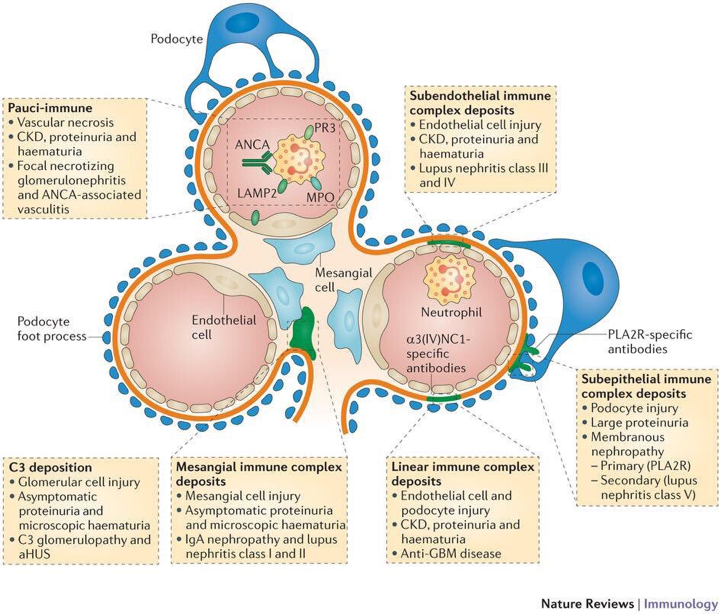 Podocyte
Pauci-immune
• Vascular necrosis
• CKD, proteinuria and
haematuria
• Focal necrotizing
glomerulonephritis
and ANCA-associated
vasculitis
ANCA
PR3
LAMP2
MPO
Subendothelial immune
complex deposits
• Endothelial cell injury
• CKD, proteinuria and
haematuria
• Lupus nephritis class III
and IV
Mesangial
cell
Podocyte
foot process
Endothelial
cell
Neutrophil
α3(IV)NC1-
specific
antibodies
PLA2R-specific
antibodies
Subepithelial immune
complex deposits
• Podocyte injury
• Large proteinuria
• Membranous
nephropathy
– Primary (PLA2R)
– Secondary (lupus
nephritis class V)
C3 deposition
• Glomerular cell injury
• Asymptomatic
proteinuria and
microscopic haematuria
• C3 glomerulopathy and
aHUS
Mesangial immune complex
deposits
• Mesangial cell injury
• Asymptomatic proteinuria
and microscopic haematuria
• IgA nephropathy and lupus
nephritis class I and II
Linear immune complex
deposits
• Endothelial cell and
podocyte injury
• CKD, proteinuria and
haematuria
• Anti-GBM disease
Nature Reviews | Immunology